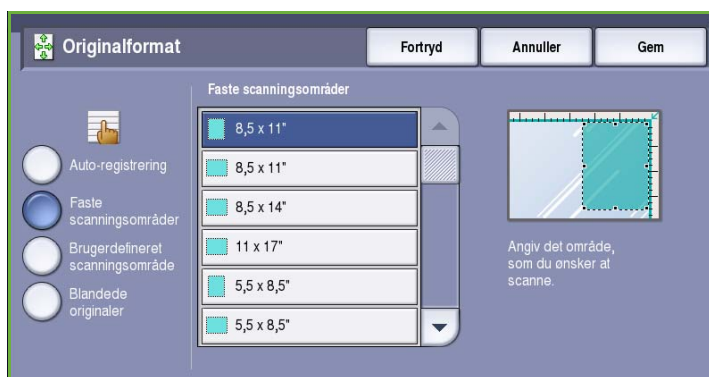 Originalformat
Fortryd
Annuller
Gem
Faste scanningsområder
Auto-registrering
Faste
scanningsområder
Brugerdefineret
scanningsområde
Blandede
originaler
8,5 x 11"
8,5 x 11"
8,5 x 14"
11 x 17"
5,5 x 8,5"
5,5 x 8,5"
Angiv det område,
som du ønsker at
scanne.